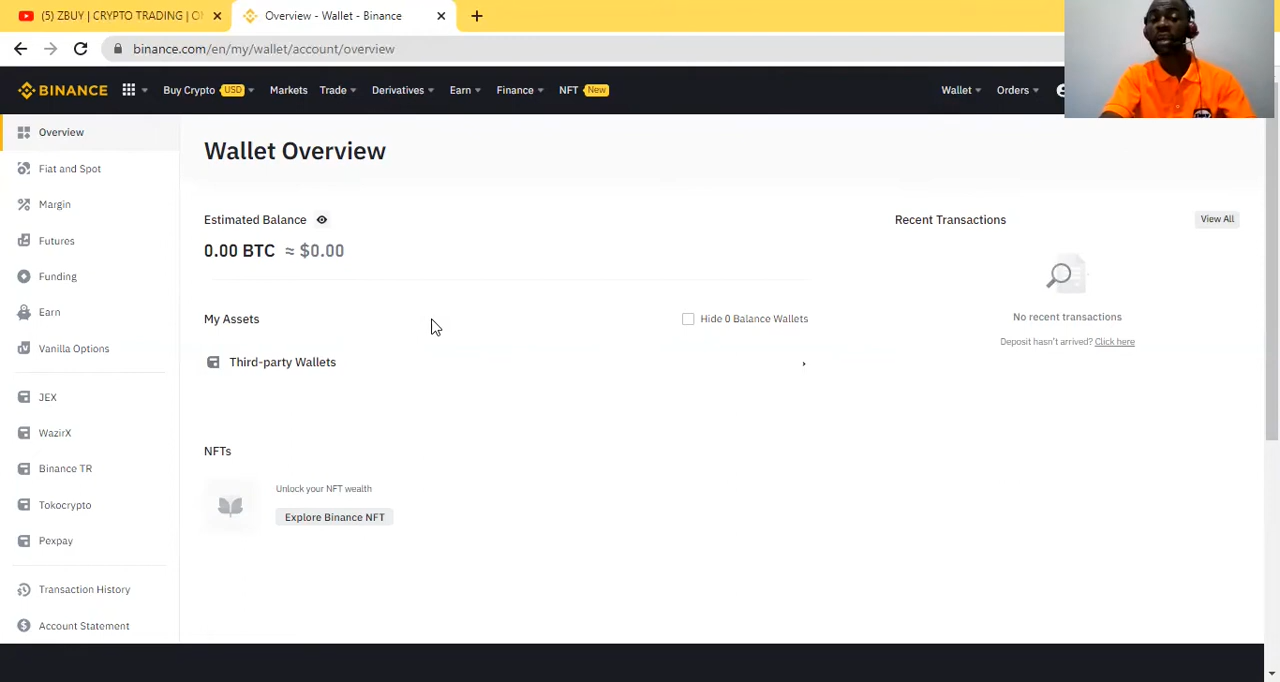 (5) ZBUY | CRYPTO TRADING | O
Overview - Wallet - Binance
binance.com/en/my/wallet/account/overview
BINANCE
Buy Crypto USD
Markets
Trade
Derivatives
Earn
Finance
NFT New
Wallet
Orders
Overview
Fiat and Spot
Margin
Futures
Funding
Earn
Vanilla Options
JEX
WazirX
Binance TR
Tokocrypto
Pexpay
Transaction History
Account Statement
Wallet Overview
Estimated Balance
0.00 BTC ≈ $0.00
My Assets
Hide 0 Balance Wallets
Third-party Wallets
NFTs
Unlock your NFT wealth
Explore Binance NFT
Recent Transactions
View All
No recent transactions
Deposit hasn't arrived? Click here